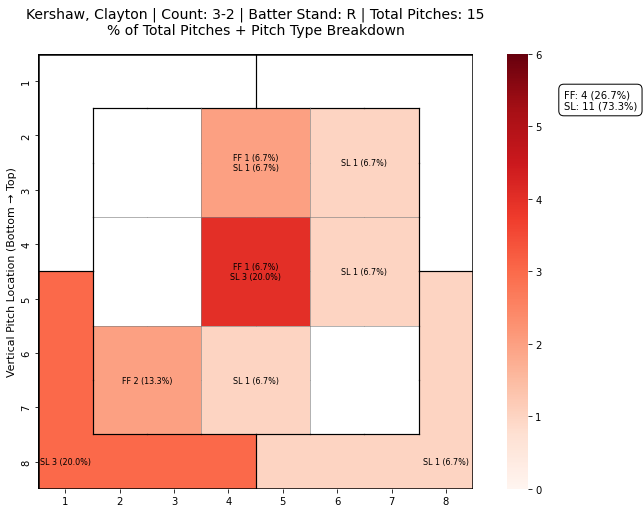 Kershaw, Clayton | Count: 3-2 | Batter Stand: R | Total Pitches: 15
% of Total Pitches + Pitch Type Breakdown
Vertical Pitch Location (Bottom → Top)
1
2
3
4
5
6
7
8
FF 1 (6.7%)
SL 1 (6.7%)
SL 1 (6.7%)
FF 1 (6.7%)
SL 3 (20.0%)
SL 1 (6.7%)
FF 2 (13.3%)
SL 1 (6.7%)
SL 3 (20.0%)
SL 1 (6.7%)
1 2 3 4 5 6 7 8
6
5
4
3
2
1
0
FF: 4 (26.7%)
SL: 11 (73.3%)